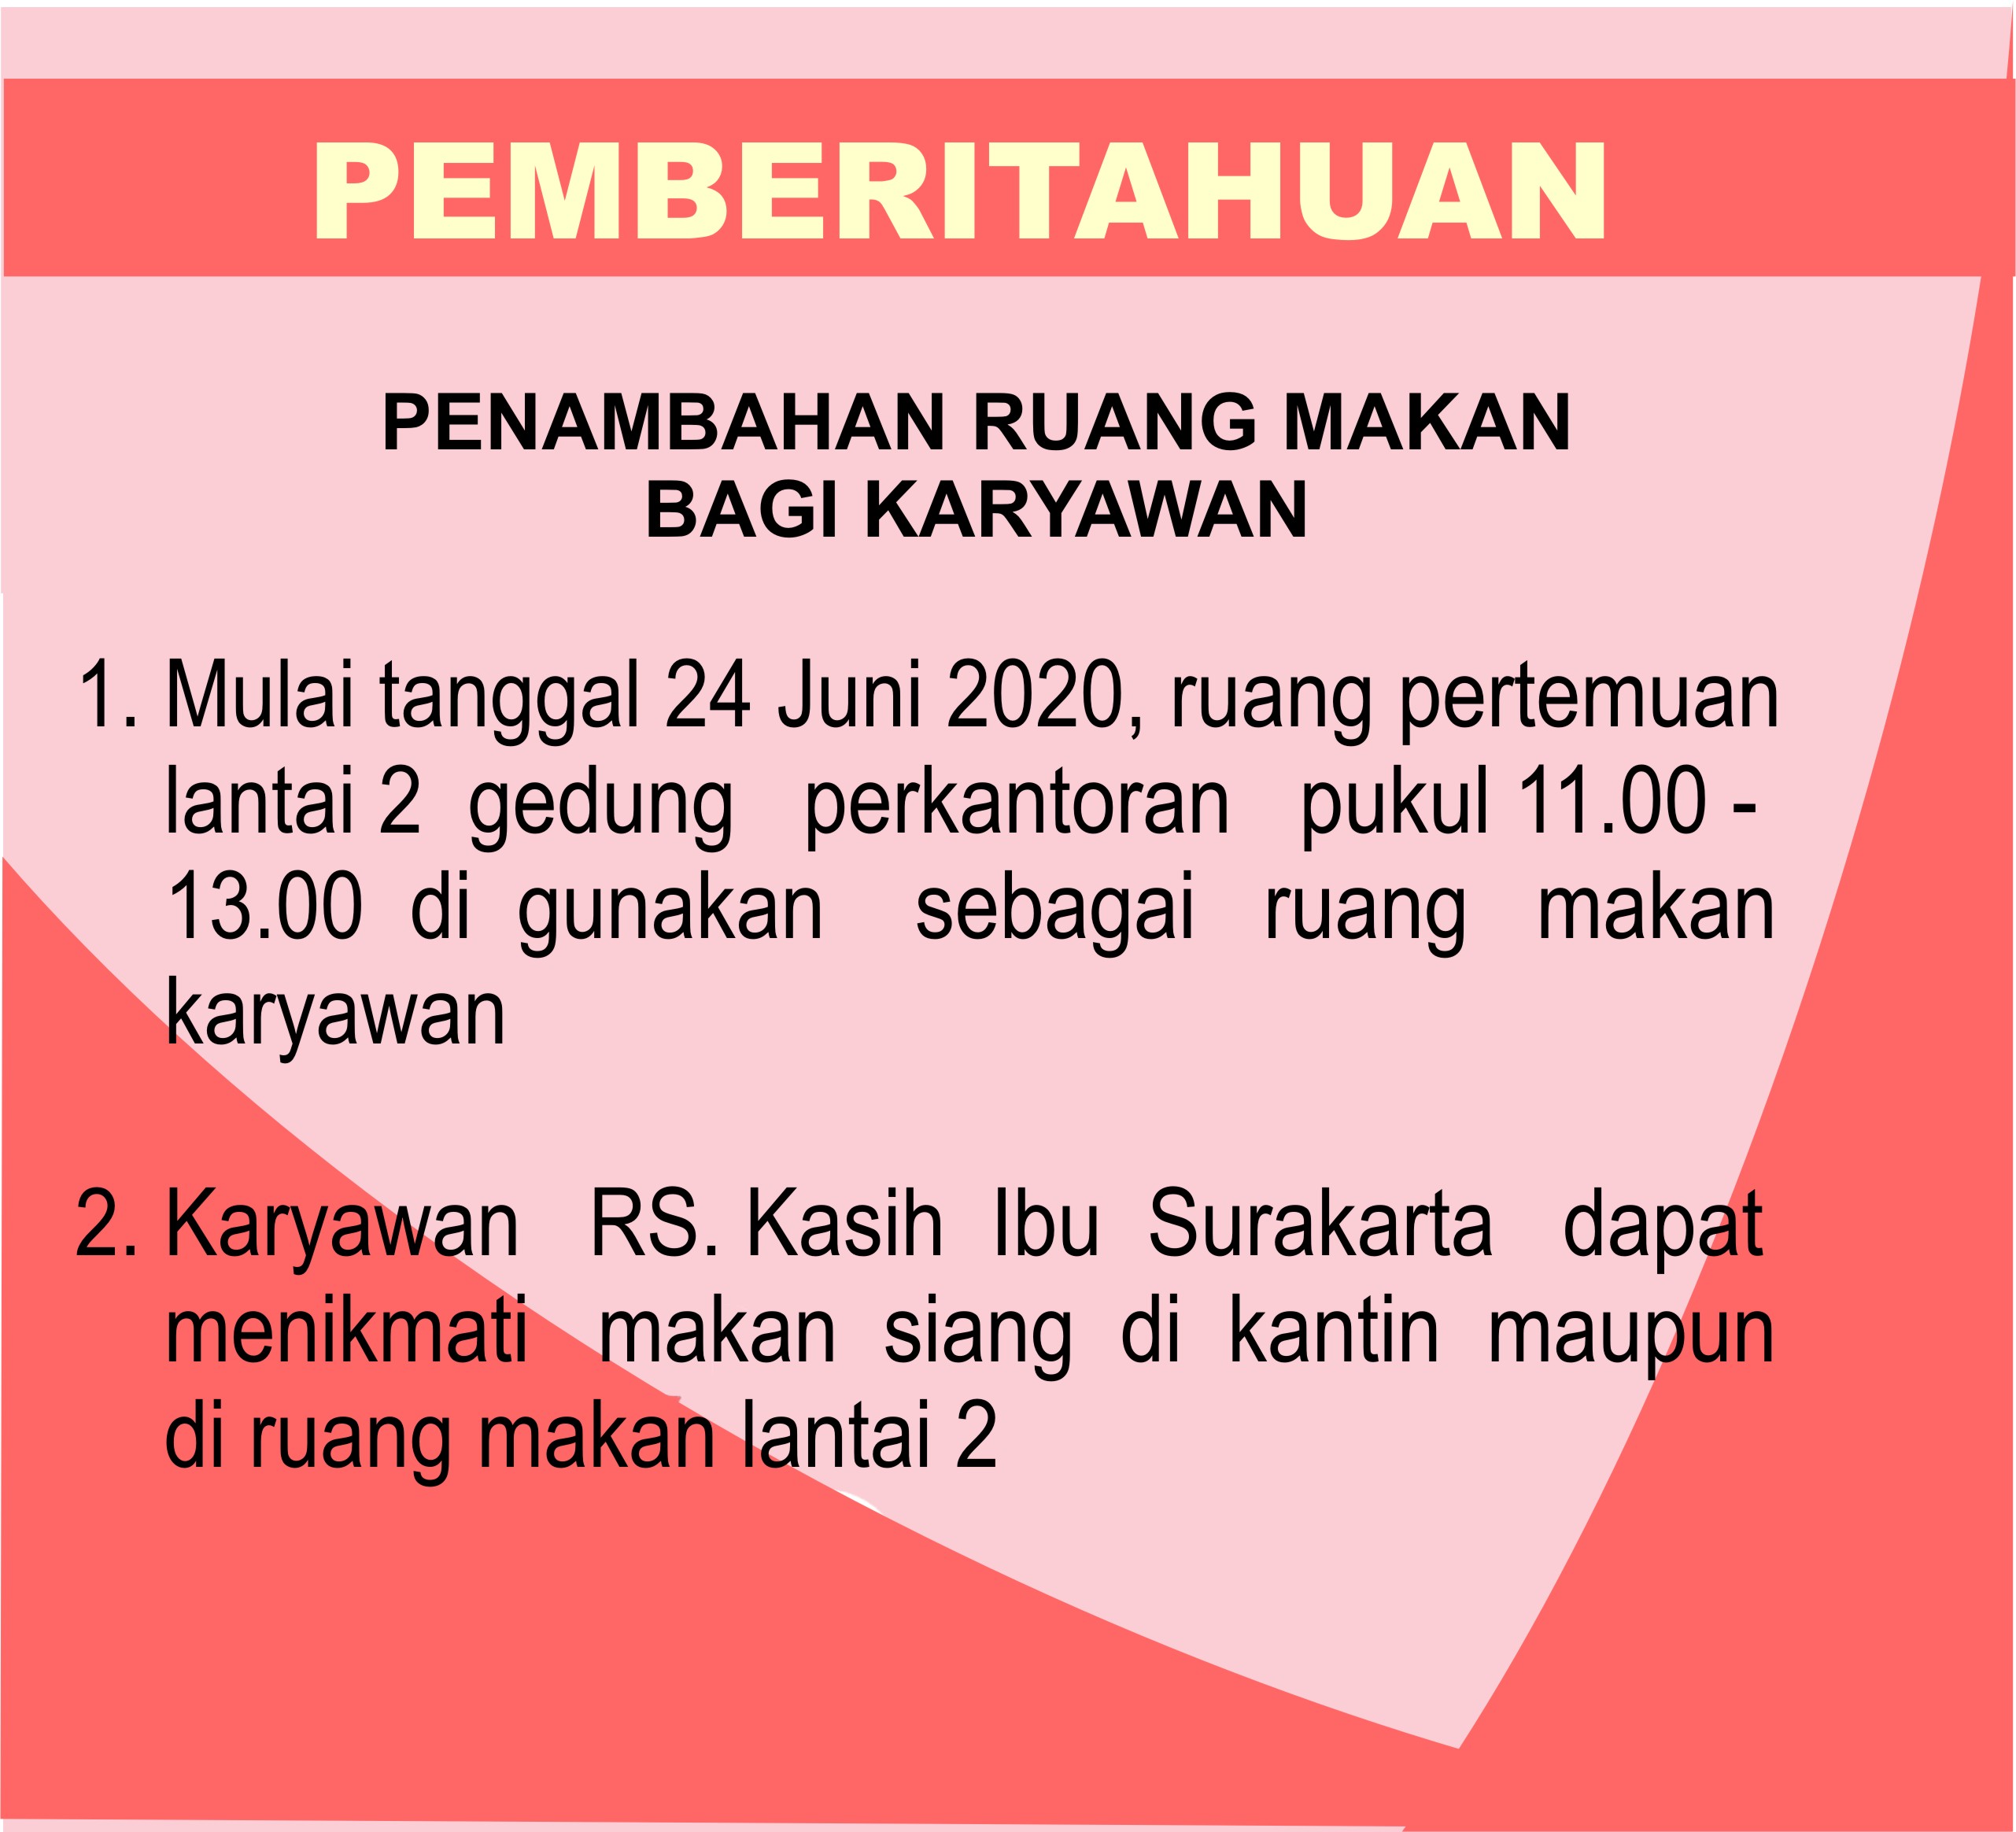 PEMBERITAHUAN
PENAMBAHAN RUANG MAKAN
BAGI KARYAWAN
1. Mulai tanggal 24 Juni 2020, ruang pertemuan
lantai 2 gedung perkantoran pukul 11.00 -
13.00 di gunakan sebagai ruang makan
karyawan
2. Karyawan RS. Kasih Ibu Surakarta dapat
menikmati makan siang di kantin maupun
di ruang makan lantai 2